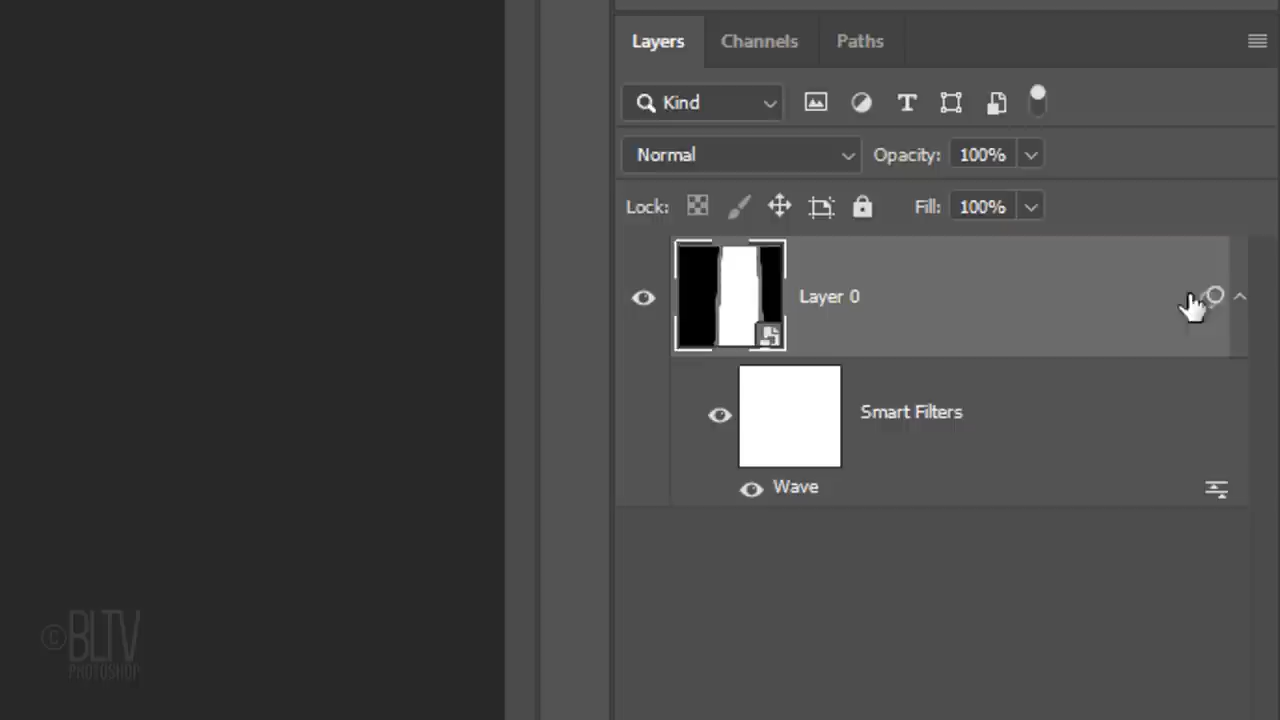 Layers Channels Paths
Kind
Normal Opacity: 100%
Lock: Fill: 100%
Layer 0
Smart Filters
Wave
© BLTV
PHOTOSHOP